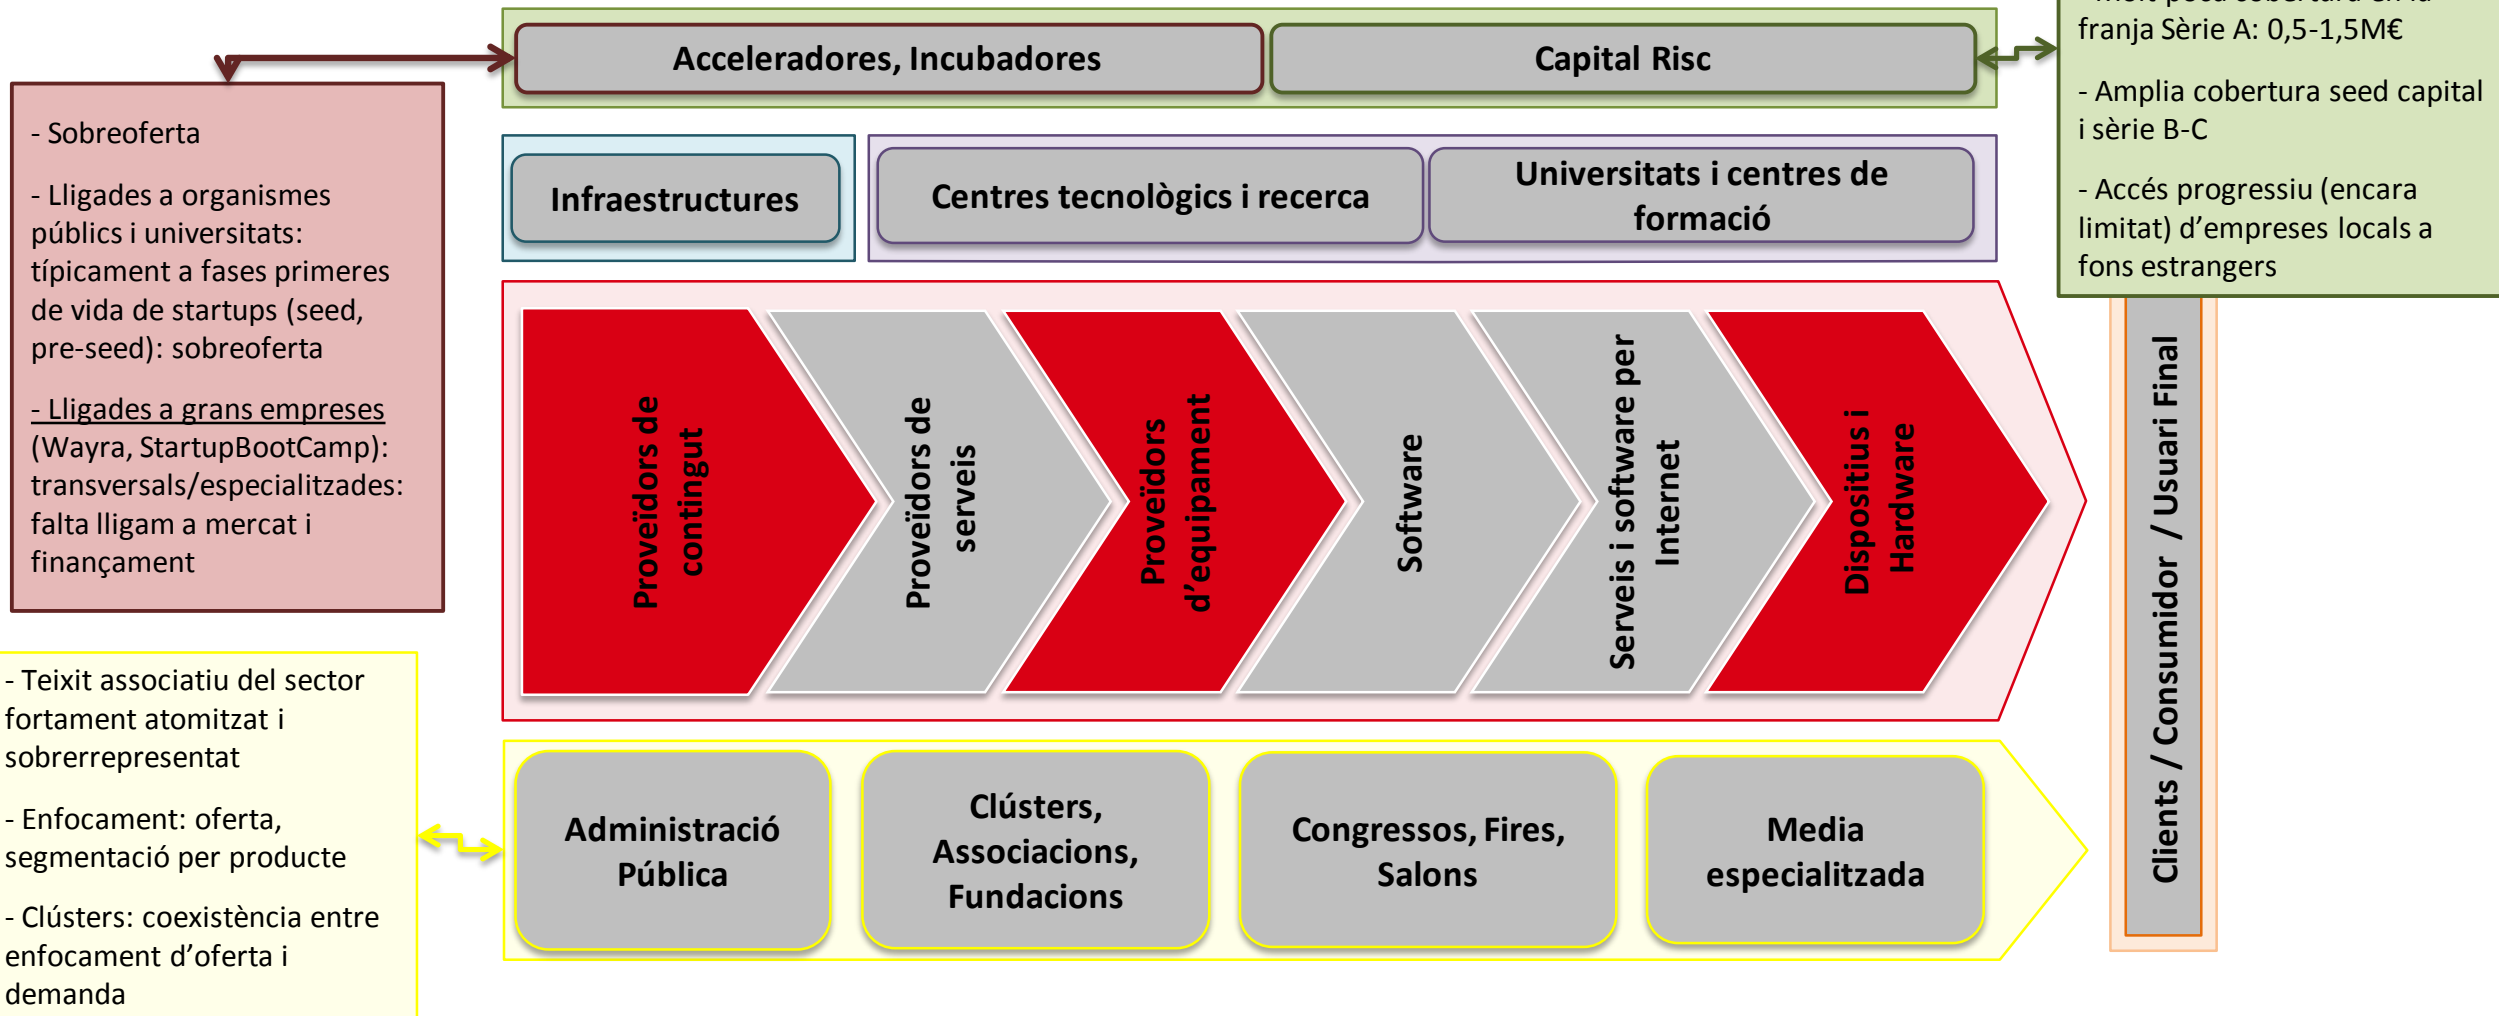 Acceleradores, Incubadores
Capital Risc
franja Sèrie A: 0,5-1,5M€
- Amplia cobertura seed capital
i sèrie B-C
- Accés progressiu (encara
limitat) d’empreses locals a
fons estrangers
- Sobreoferta
- Lligades a organismes
públics i universitats:
típicament a fases primeres
de vida de startups (seed,
pre-seed): sobreoferta
- Lligades a grans empreses
(Wayra, StartupBootCamp):
transversals/especialitzades:
falta lligam a mercat i
finançament
Infraestructures
Centres tecnològics i recerca
Universitats i centres de
formació
Proveïdors de
contingut
Proveïdors de
serveis
Proveïdors
d’equipament
Software
Serveis i software per
Internet
Dispositius i
Hardware
Clients / Consumidor / Usuari Final
- Teixit associatiu del sector
fortament atomitzat i
sobrerrepresentat
- Enfocament: oferta,
segmentació per producte
- Clústers: coexistència entre
enfocament d’oferta i
demanda
Administració
Pública
Clústers,
Associacions,
Fundacions
Congressos, Fires,
Salons
Media
especialitzada